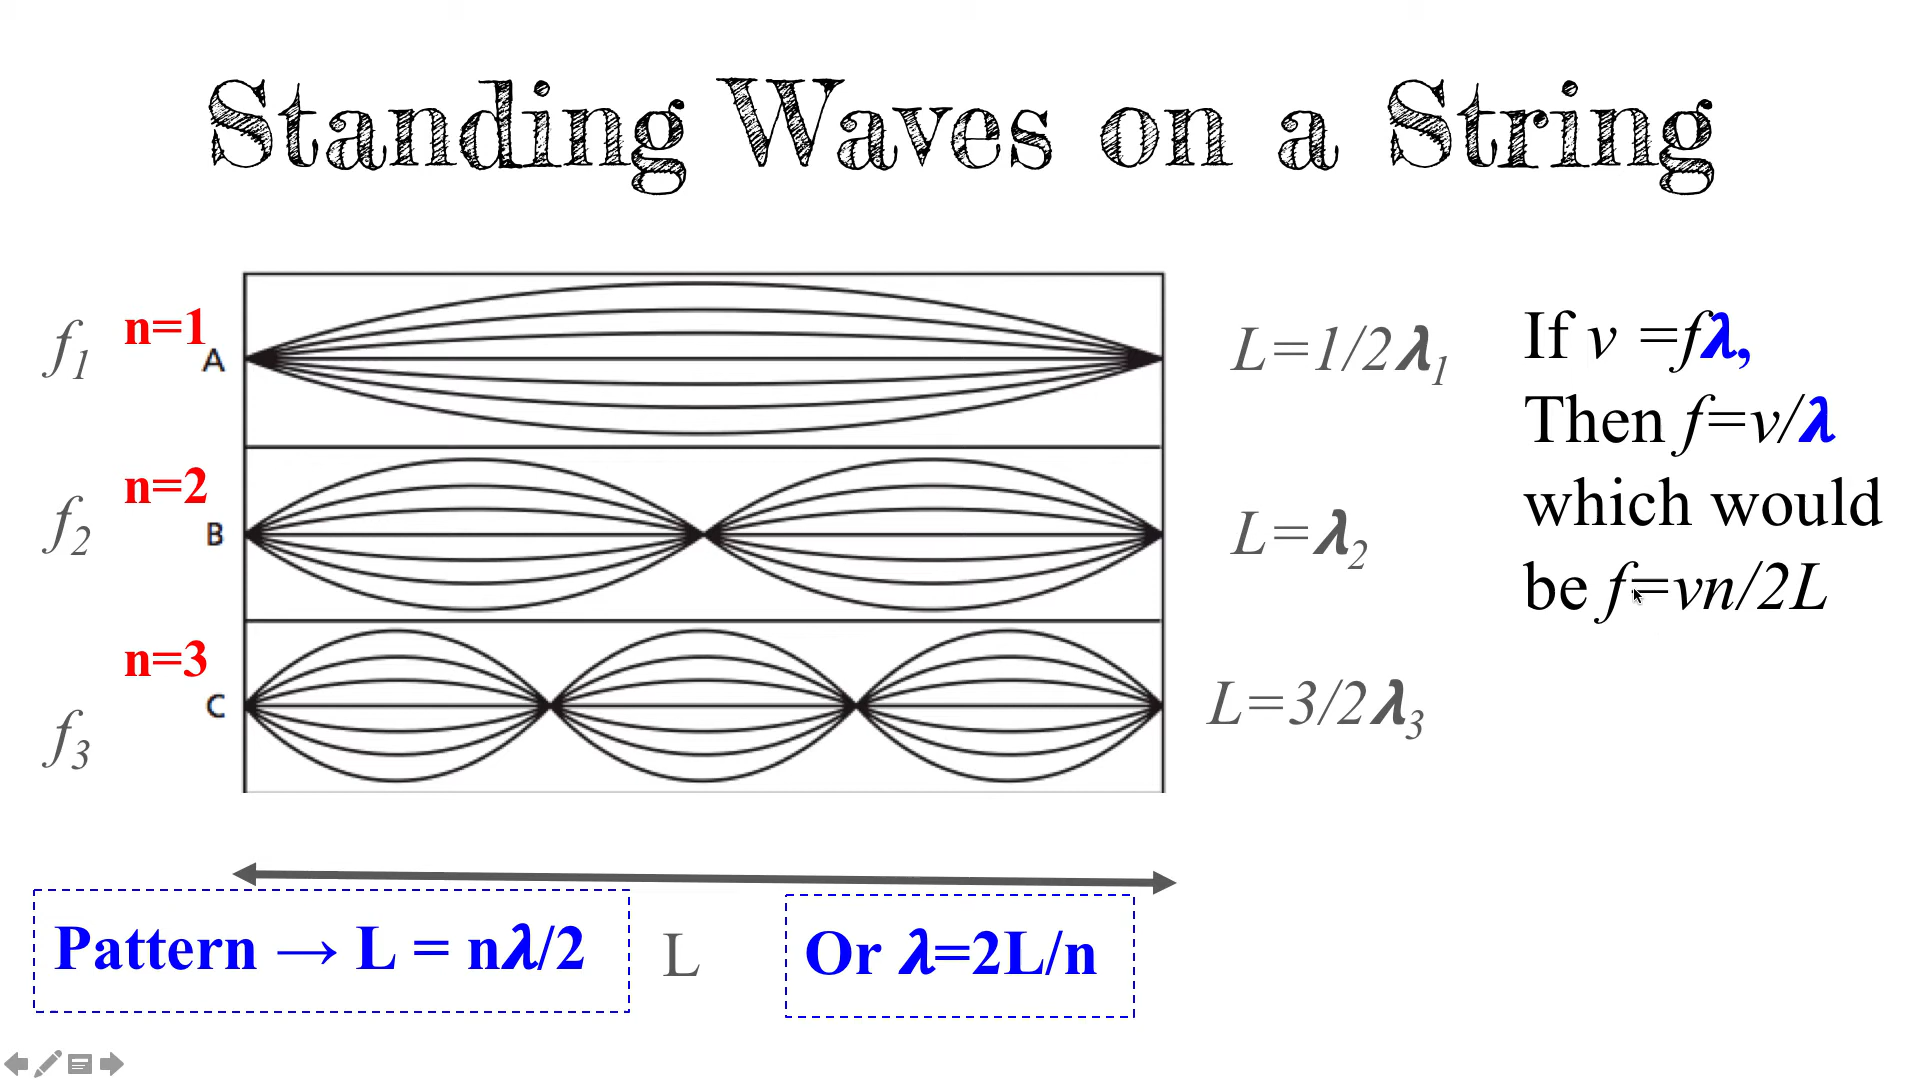 Standing Waves on a String
f1 n=1
A
L=1/2λ1
f2 n=2
B
L=λ2
f3 n=3
C
L=3/2λ3
If v =fλ,
Then f=v/λ
which would
be f=vn/2L
Pattern → L = nλ/2
L
Or λ=2L/n